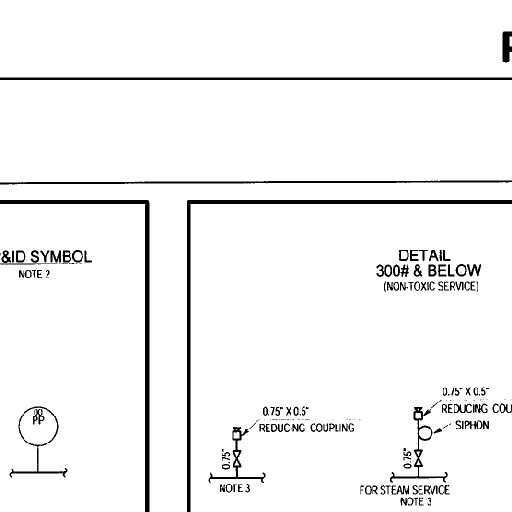 &ID SYMBOL
NOTE 2
DETAIL
300# & BELOW
(NON-TOXIC SERVICE)
PP
0.75" X 0.5"
REDUCING COUPLING
0.75"
NOTE 3
0.75" X 0.5"
REDUCING COU
SIPHON
0.75"
FOR STEAM SERVICE
NOTE 3